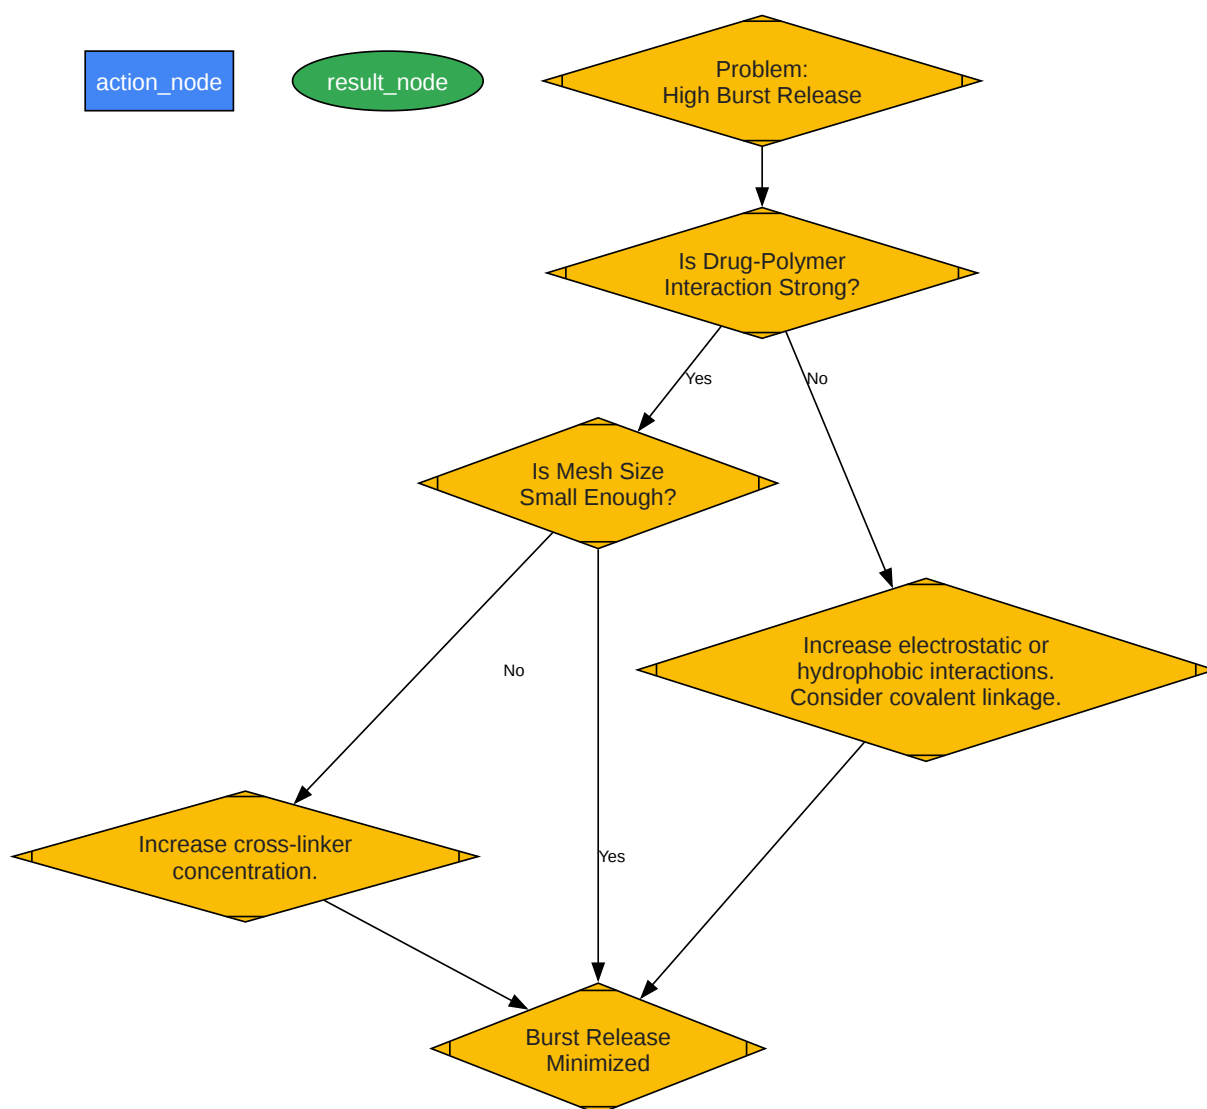 action_node
result_node
Problem:
High Burst Release
Is Drug-Polymer
Interaction Strong?
Yes
No
Is Mesh Size
Small Enough?
Increase electrostatic or
hydrophobic interactions.
Consider covalent linkage.
No
Increase cross-linker
concentration.
Yes
Burst Release
Minimized